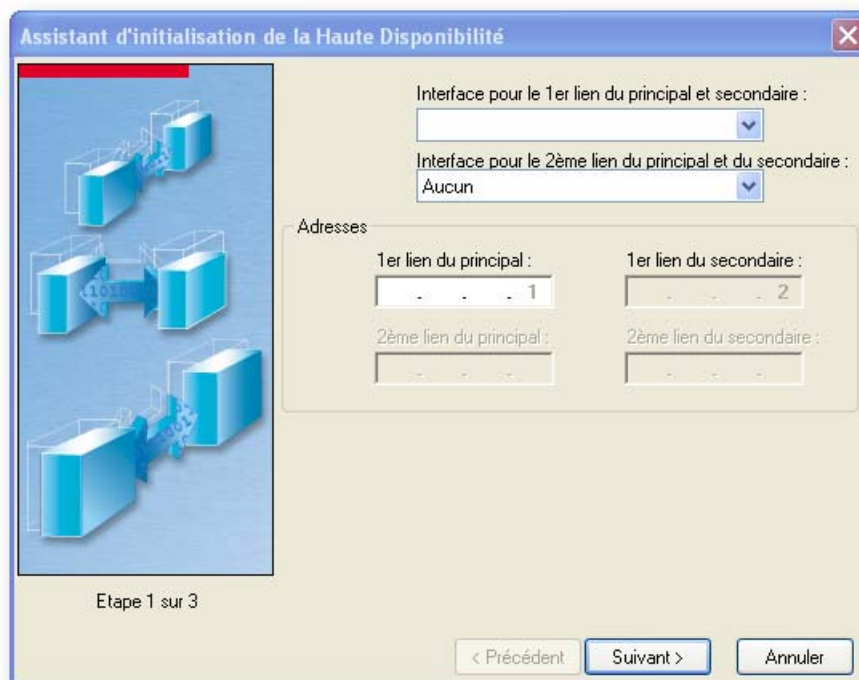 Assistant d'initialisation de la Haute Disponibilité
Interface pour le 1er lien du principal et secondaire :
Interface pour le 2ème lien du principal et du secondaire :
Aucun
Adresses
1er lien du principal : 1er lien du secondaire :
. . . 1 . . . 2
2ème lien du principal : 2ème lien du secondaire :
. . . . . .
Etape 1 sur 3
< Précédent Suivant > Annuler